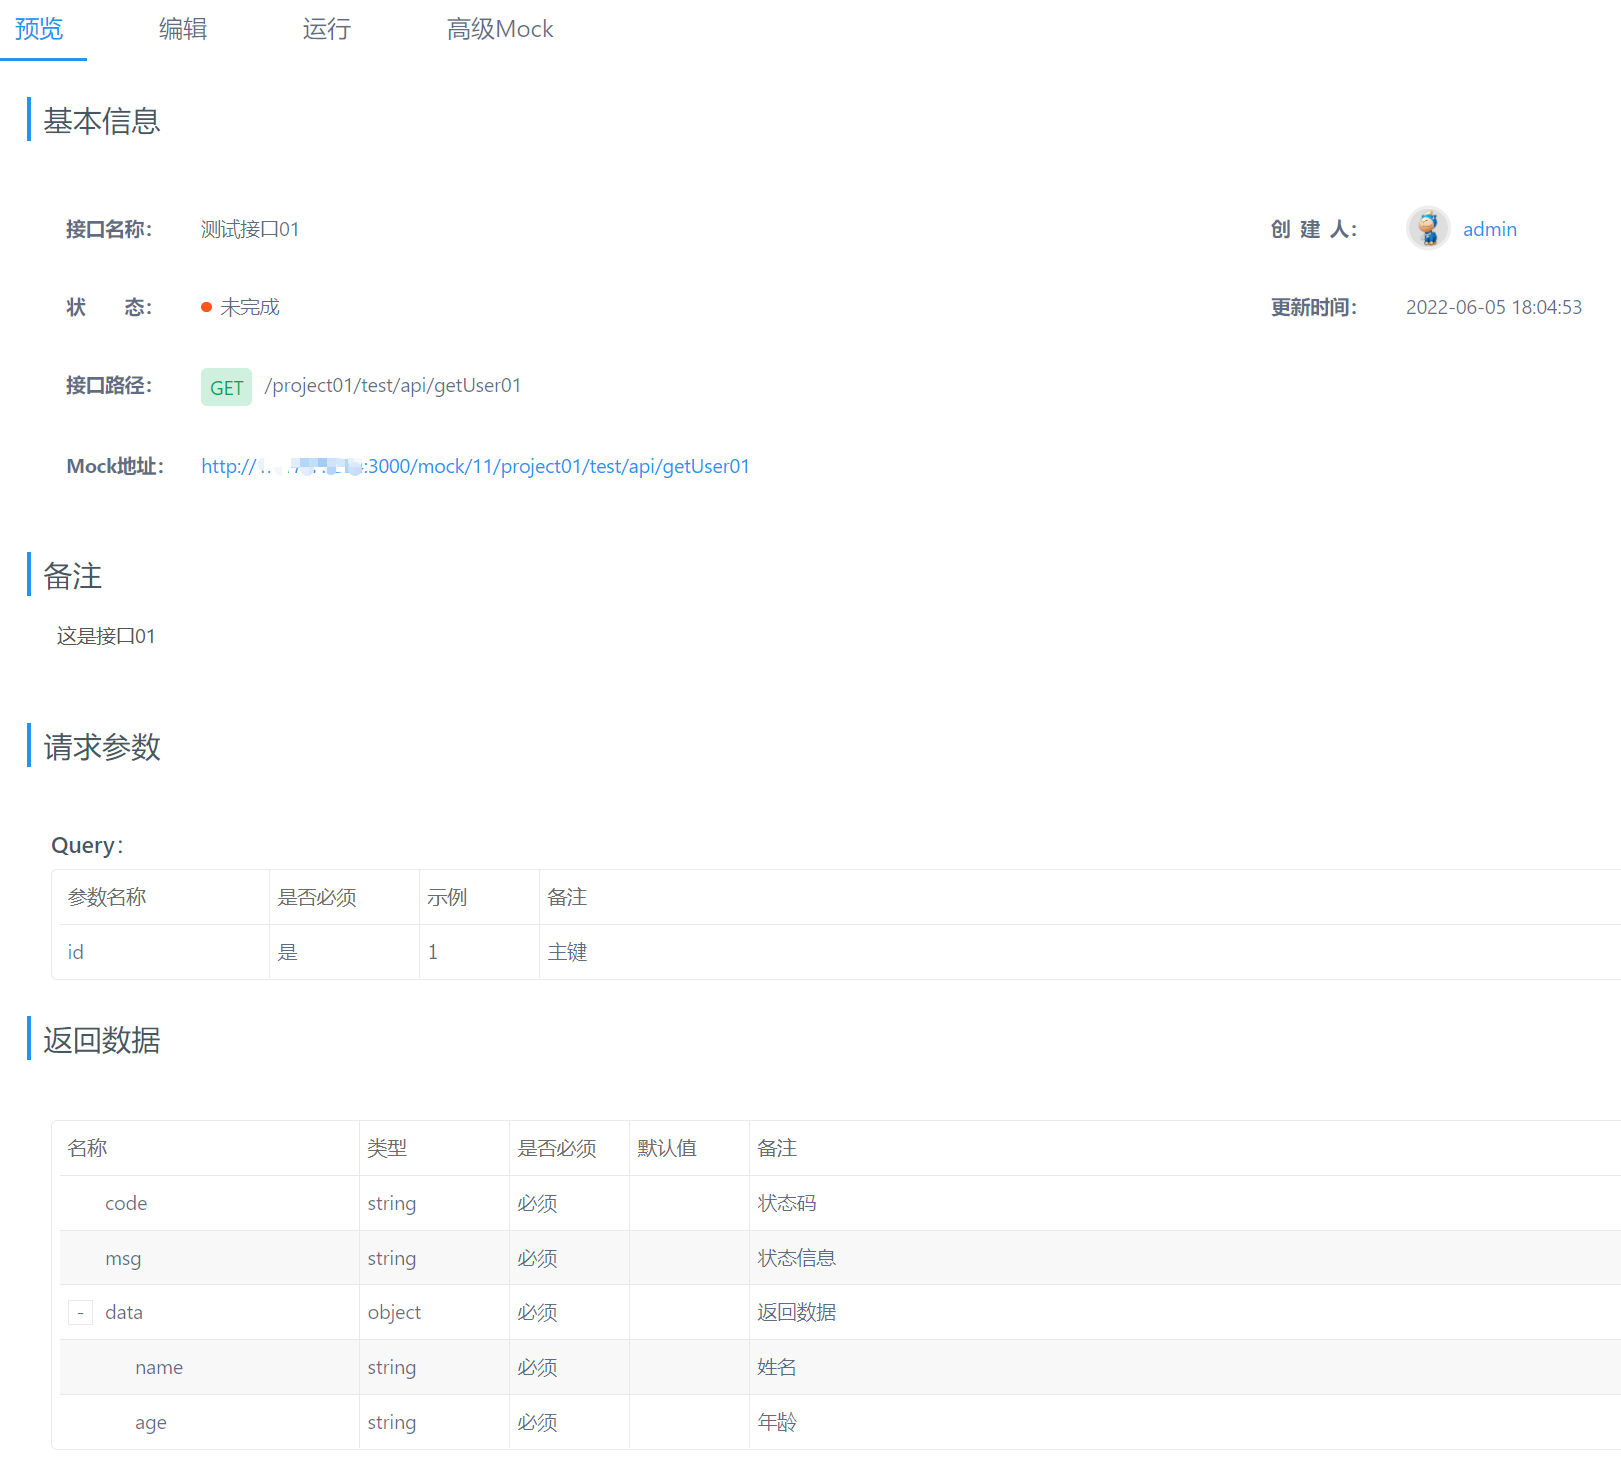 预览 编辑 运行 高级Mock
基本信息
接口名称： 测试接口01 创 建 人： admin
状 态： 未完成 更新时间： 2022-06-05 18:04:53
接口路径： GET /project01/test/api/getUser01
Mock地址： http:// :3000/mock/11/project01/test/api/getUser01
备注
这是接口01
请求参数
Query：
参数名称 是否必须 示例 备注
id 是 1 主键
返回数据
名称 类型 是否必须 默认值 备注
code string 必须 状态码
msg string 必须 状态信息
- data object 必须 返回数据
name string 必须 姓名
age string 必须 年龄